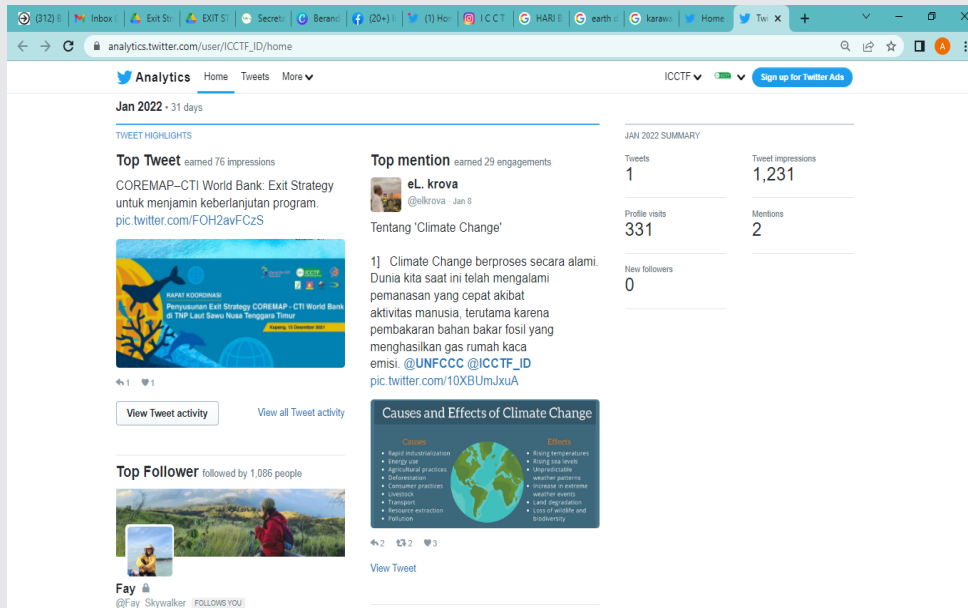 (312) B
Inbox (
Exit Str
EXIT ST
Secreta
Berand
(20+) I
(1) Hom
I C C T
HARI B
earth d
karawa
Home
Tw
analytics.twitter.com/user/ICCTF_ID/home
Analytics Home Tweets More
ICCTF
Sign up for Twitter Ads
Jan 2022 • 31 days
TWEET HIGHLIGHTS
Top Tweet earned 76 impressions
COREMAP–CTI World Bank: Exit Strategy
untuk menjamin keberlanjutan program.
pic.twitter.com/FOH2avFCzS
ICCTF
RAPAT KOORDINASI
Penyusunan Exit Strategy COREMAP - CTI World Bank
di TNP Laut Sawu Nusa Tenggara Timur
1 1
View Tweet activity
View all Tweet activity
Top Follower followed by 1,086 people
Fay
@Fay_Skywalker FOLLOWS YOU
Top mention earned 29 engagements
eL. krova
@elkrova · Jan 8
Tentang 'Climate Change'
1] Climate Change berproses secara alami.
Dunia kita saat ini telah mengalami
pemanasan yang cepat akibat
aktivitas manusia, terutama karena
pembakaran bahan bakar fosil yang
menghasilkan gas rumah kaca
emisi. @UNFCCC @ICCTF_ID
pic.twitter.com/10XBUmJxuA
Causes and Effects of Climate Change
Causes
• Rapid industrialization
• Energy use
• Agricultural practices
• Deforestation
• Consumer practices
• Livestock
• Transport
• Resource extraction
• Pollution
Effects
• Rising temperatures
• Rising sea levels
• Unpredictable
weather patterns
• Increase in extreme
weather events
• Land degradation
• Loss of wildlife and
biodiversity
2 2 3
View Tweet
JAN 2022 SUMMARY
Tweets
1
Tweet impressions
1,231
Profile visits
331
Mentions
2
New followers
0